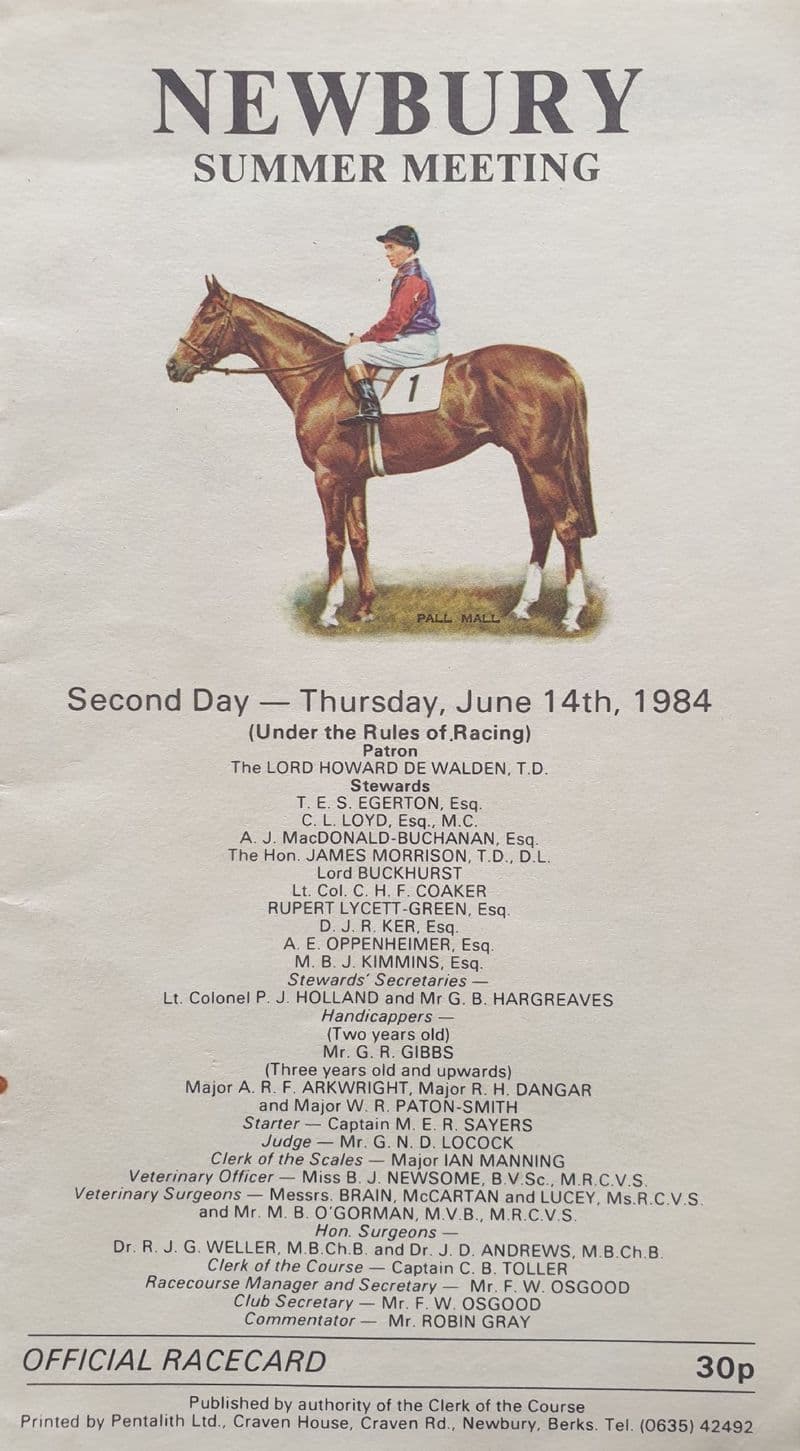 NEWBURY
SUMMER MEETING
1
PALL MALL
Second Day — Thursday, June 14th, 1984
(Under the Rules of Racing)
Patron
The LORD HOWARD DE WALDEN, T.D.
Stewards
T. E. S. EGERTON, Esq.
C. L. LOYD, Esq., M.C.
A. J. MacDONALD-BUCHANAN, Esq.
The Hon. JAMES MORRISON, T.D., D.L.
Lord BUCKHURST
Lt. Col. C. H. F. COAKER
RUPERT LYCETT-GREEN, Esq.
D. J. R. KER, Esq.
A. E. OPPENHEIMER, Esq.
M. B. J. KIMMINS, Esq.
Stewards' Secretaries —
Lt. Colonel P. J. HOLLAND and Mr G. B. HARGREAVES
Handicappers —
(Two years old)
Mr. G. R. GIBBS
(Three years old and upwards)
Major A. R. F. ARKWRIGHT, Major R. H. DANGAR
and Major W. R. PATON-SMITH
Starter — Captain M. E. R. SAYERS
Judge — Mr. G. N. D. LOCOCK
Clerk of the Scales — Major IAN MANNING
Veterinary Officer — Miss B. J. NEWSOME, B.V.Sc., M.R.C.V.S.
Veterinary Surgeons — Messrs. BRAIN, McCARTAN and LUCEY, Ms.R.C.V.S.
and Mr. M. B. O'GORMAN, M.V.B., M.R.C.V.S.
Hon. Surgeons —
Dr. R. J. G. WELLER, M.B.Ch.B. and Dr. J. D. ANDREWS, M.B.Ch.B.
Clerk of the Course — Captain C. B. TOLLER
Racecourse Manager and Secretary — Mr. F. W. OSGOOD
Club Secretary — Mr. F. W. OSGOOD
Commentator — Mr. ROBIN GRAY
OFFICIAL RACECARD 30p
Published by authority of the Clerk of the Course
Printed by Pentalith Ltd., Craven House, Craven Rd., Newbury, Berks. Tel. (0635) 42492